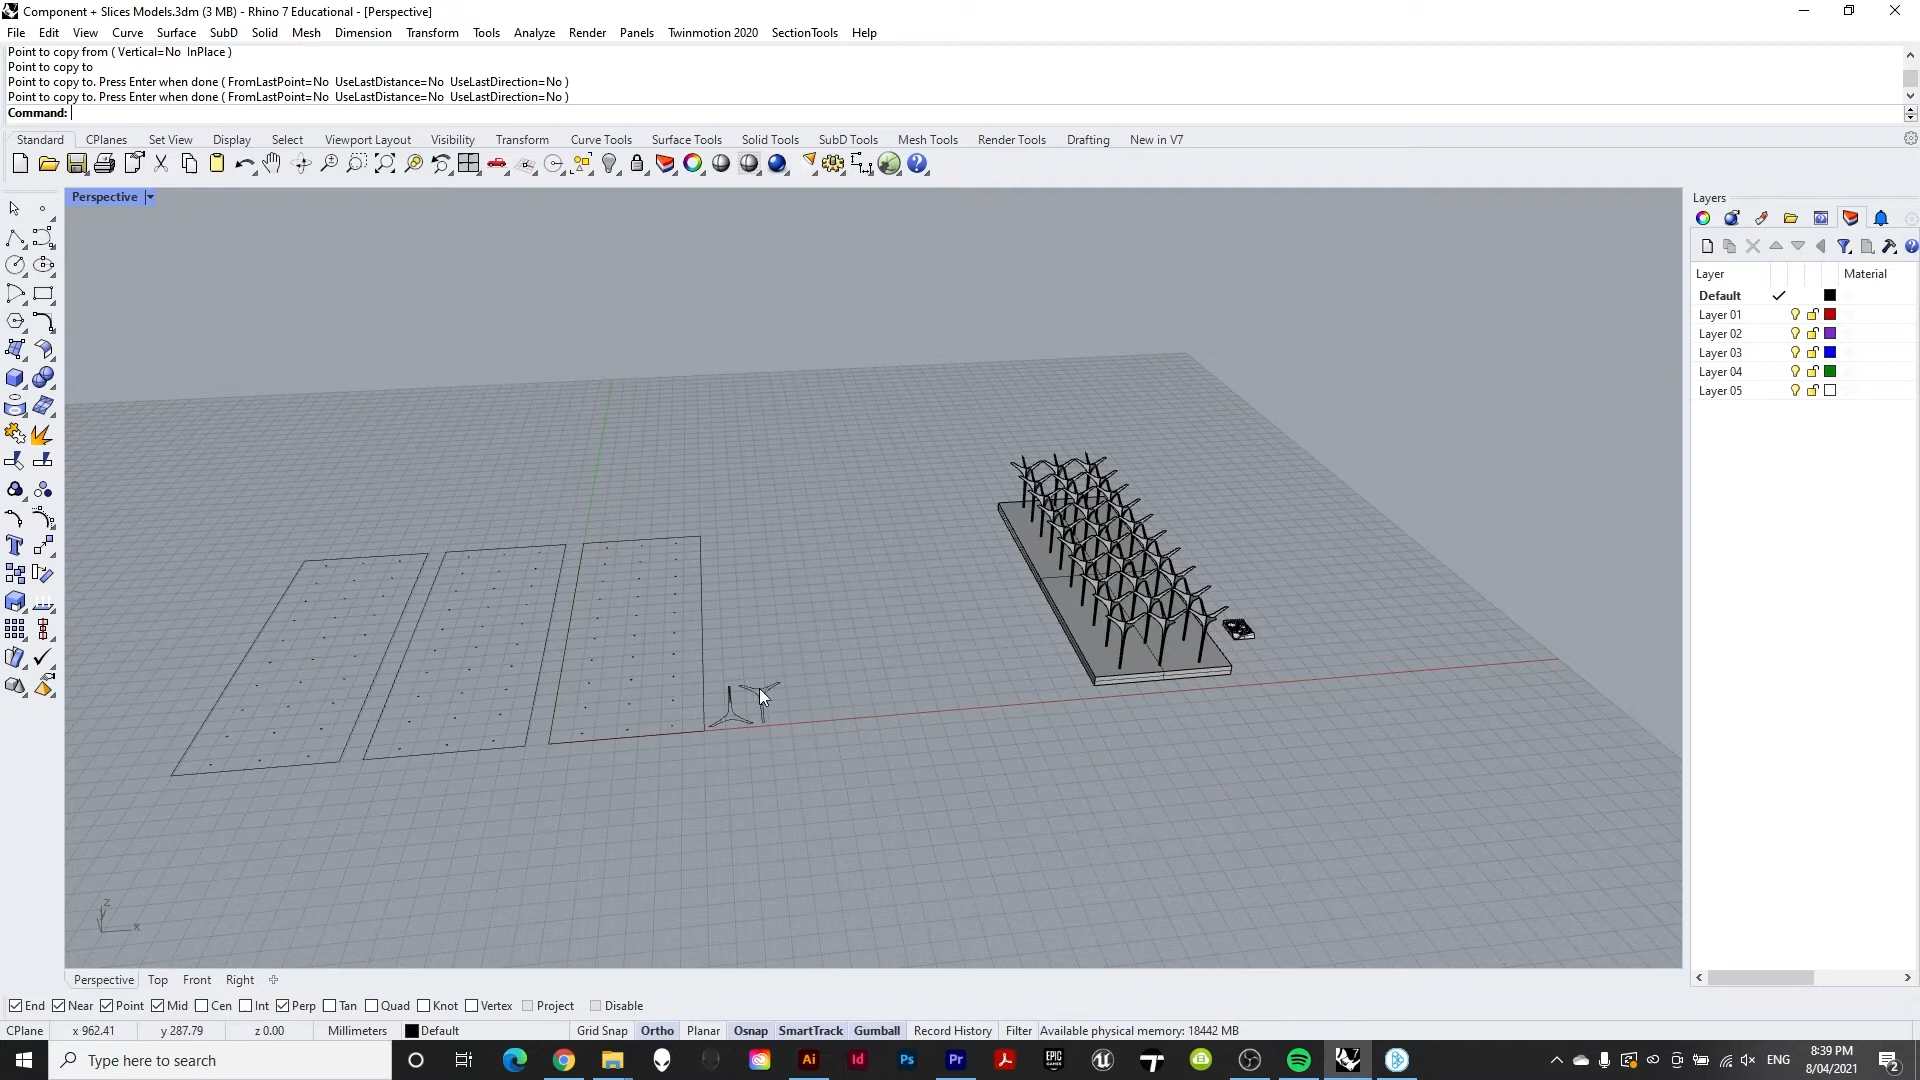 Component + Slices Models.3dm (3 MB) - Rhino 7 Educational - [Perspective]
File Edit View Curve Surface SubD Solid Mesh Dimension Transform Tools Analyze Render Panels Twinmotion 2020 SectionTools Help
Point to copy from ( Vertical=No InPlace )
Point to copy to
Point to copy to. Press Enter when done ( FromLastPoint=No UseLastDistance=No UseLastDirection=No )
Point to copy to. Press Enter when done ( FromLastPoint=No UseLastDistance=No UseLastDirection=No )
Command:
Standard CPlanes Set View Display Select Viewport Layout Visibility Transform Curve Tools Surface Tools Solid Tools SubD Tools Mesh Tools Render Tools Drafting New in V7
Perspective
Layers
Layer Material
Default
Layer 01
Layer 02
Layer 03
Layer 04
Layer 05
z
x
Perspective Top Front Right
End Near Point Mid Cen Int Perp Tan Quad Knot Vertex Project Disable
CPlane x 962.41 y 287.79 z 0.00 Millimeters Default Grid Snap Ortho Planar Osnap SmartTrack Gumball Record History Filter Available physical memory: 18442 MB
Type here to search
Ai Id Ps Pr EPIC GAMES 7
ENG
8:39 PM
8/04/2021
2